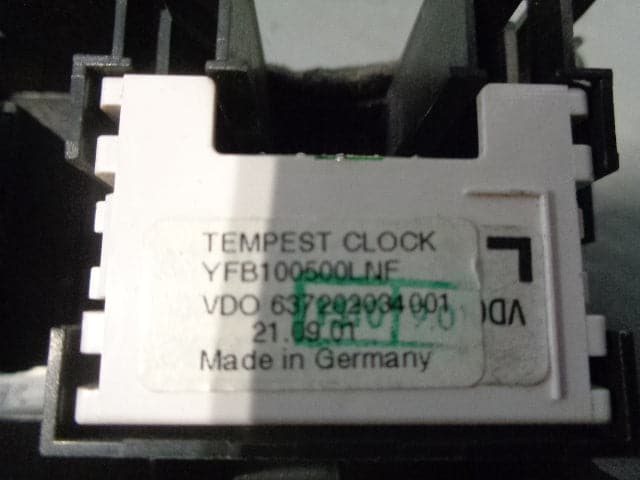 TEMPEST CLOCK
YFB100500LNF
VDO 637202034001
21.09.01
Made in Germany
VDO